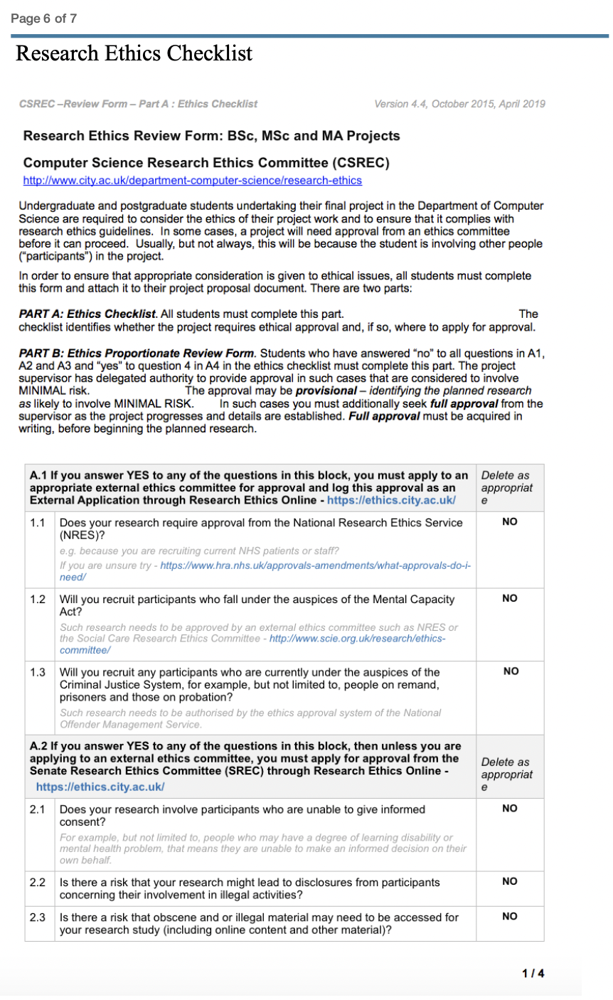 Page 6 of 7
Research Ethics Checklist
CSREC –Review Form – Part A : Ethics Checklist Version 4.4, October 2015, April 2019
Research Ethics Review Form: BSc, MSc and MA Projects
Computer Science Research Ethics Committee (CSREC)
http://www.city.ac.uk/department-computer-science/research-ethics
Undergraduate and postgraduate students undertaking their final project in the Department of Computer
Science are required to consider the ethics of their project work and to ensure that it complies with
research ethics guidelines. In some cases, a project will need approval from an ethics committee
before it can proceed. Usually, but not always, this will be because the student is involving other people
(“participants”) in the project.
In order to ensure that appropriate consideration is given to ethical issues, all students must complete
this form and attach it to their project proposal document. There are two parts:
PART A: Ethics Checklist. All students must complete this part. The
checklist identifies whether the project requires ethical approval and, if so, where to apply for approval.
PART B: Ethics Proportionate Review Form. Students who have answered “no” to all questions in A1,
A2 and A3 and “yes” to question 4 in A4 in the ethics checklist must complete this part. The project
supervisor has delegated authority to provide approval in such cases that are considered to involve
MINIMAL risk. The approval may be provisional – identifying the planned research
as likely to involve MINIMAL RISK. In such cases you must additionally seek full approval from the
supervisor as the project progresses and details are established. Full approval must be acquired in
writing, before beginning the planned research.
A.1 If you answer YES to any of the questions in this block, you must apply to an
appropriate external ethics committee for approval and log this approval as an
External Application through Research Ethics Online - https://ethics.city.ac.uk/
Delete as
appropriat
e
1.1 Does your research require approval from the National Research Ethics Service
(NRES)?
e.g. because you are recruiting current NHS patients or staff?
If you are unsure try - https://www.hra.nhs.uk/approvals-amendments/what-approvals-do-i-
need/
NO
1.2 Will you recruit participants who fall under the auspices of the Mental Capacity
Act?
Such research needs to be approved by an external ethics committee such as NRES or
the Social Care Research Ethics Committee - http://www.scie.org.uk/research/ethics-
committee/
NO
1.3 Will you recruit any participants who are currently under the auspices of the
Criminal Justice System, for example, but not limited to, people on remand,
prisoners and those on probation?
Such research needs to be authorised by the ethics approval system of the National
Offender Management Service.
NO
A.2 If you answer YES to any of the questions in this block, then unless you are
applying to an external ethics committee, you must apply for approval from the
Senate Research Ethics Committee (SREC) through Research Ethics Online -
https://ethics.city.ac.uk/
Delete as
appropriat
e
2.1 Does your research involve participants who are unable to give informed
consent?
For example, but not limited to, people who may have a degree of learning disability or
mental health problem, that means they are unable to make an informed decision on their
own behalf.
NO
2.2 Is there a risk that your research might lead to disclosures from participants
concerning their involvement in illegal activities?
NO
2.3 Is there a risk that obscene and or illegal material may need to be accessed for
your research study (including online content and other material)?
NO
1 / 4